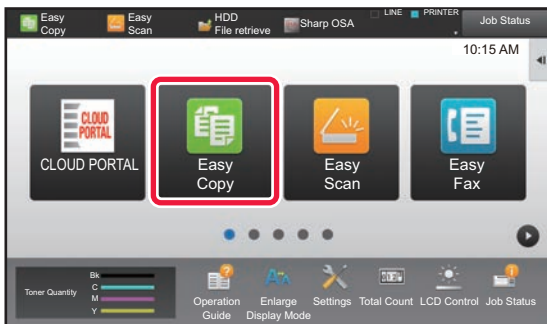 Easy
Copy
Easy
Scan
HDD
File retrieve
Sharp OSA
LINE
PRINTER
Job Status
10:15 AM
CLOUD
PORTAL
CLOUD PORTAL
Easy
Copy
Easy
Scan
Easy
Fax
Toner Quantity
Bk
C
M
Y
Operation
Guide
Enlarge
Display Mode
Settings
Total Count
LCD Control
Job Status